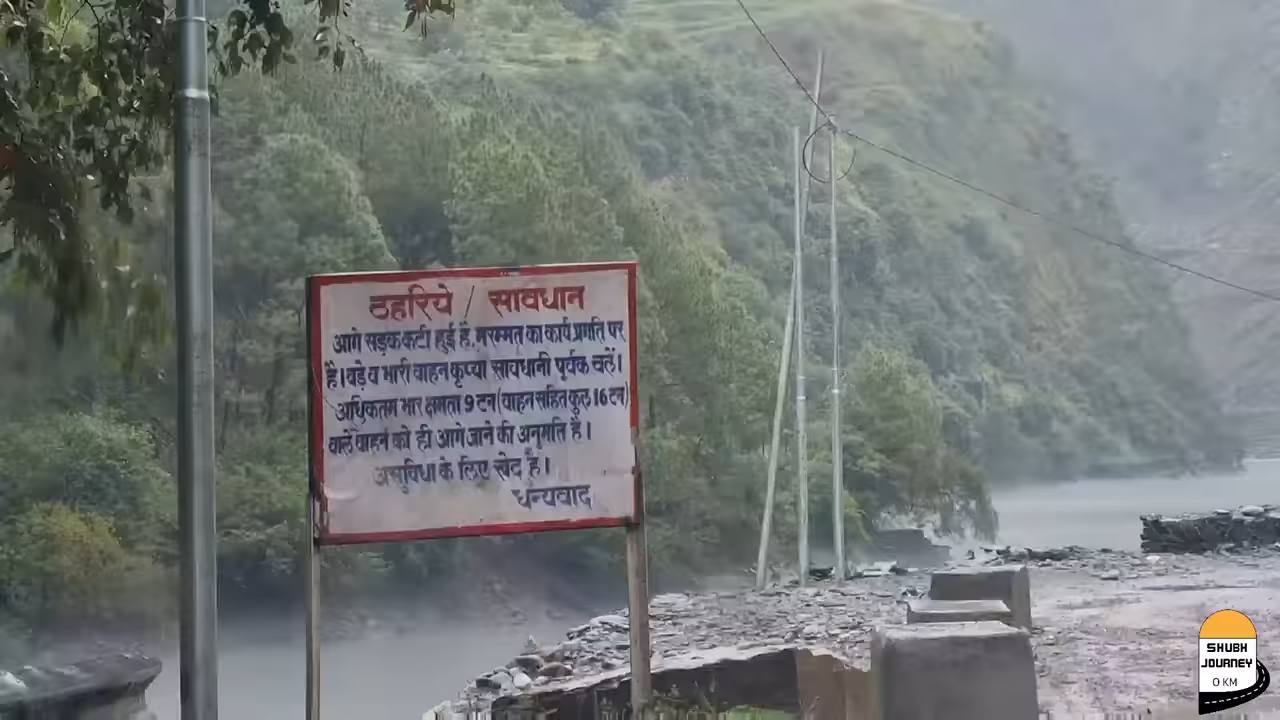 ठहरिये / सावधान
आगे सड़क कटी हुई है, मरम्मत का कार्य प्रगति पर
है। बड़े व भारी वाहन कृप्या सावधानी पूर्वक चलें।
अधिकतम भार क्षमता 9 टन (वाहन सहित कुल 16 टन)
वाले वाहन को ही आगे जाने की अनुमति है।
असुविधा के लिए खेद है।
धन्यवाद
SHUBH
JOURNEY
0 KM